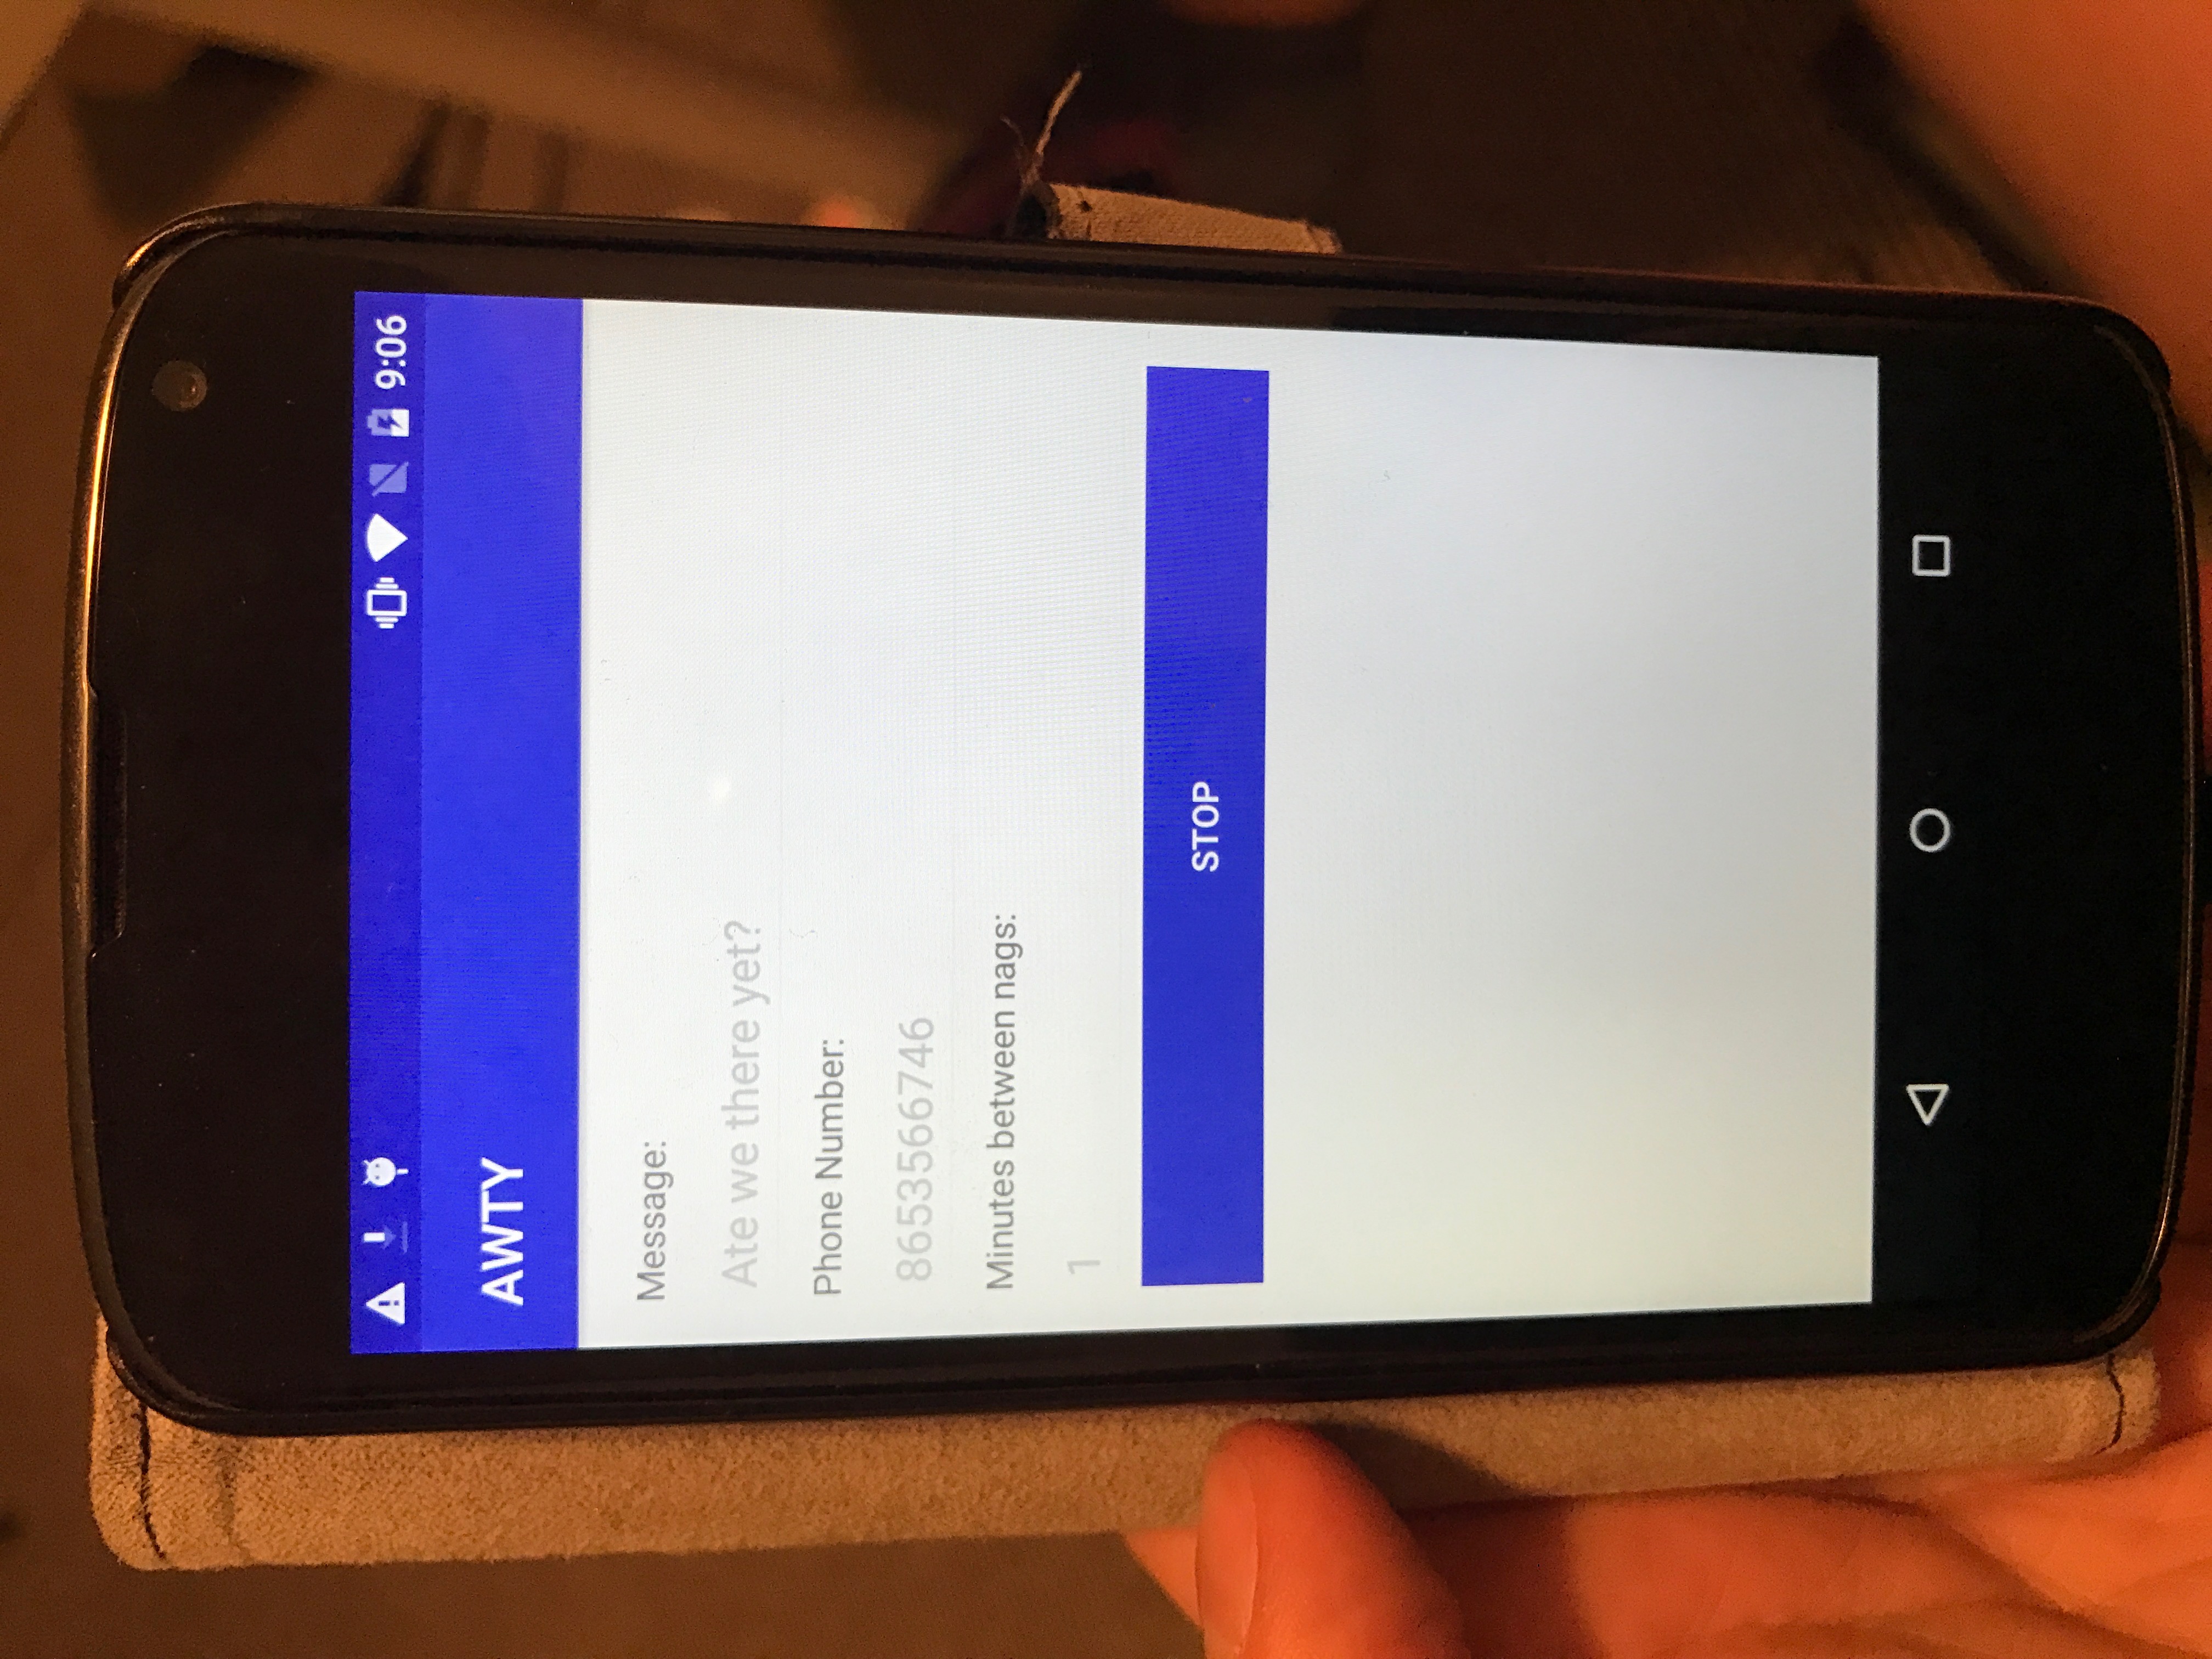 9:06
AWTY
Message:
Ate we there yet?
Phone Number:
8653566746
Minutes between nags:
1
STOP